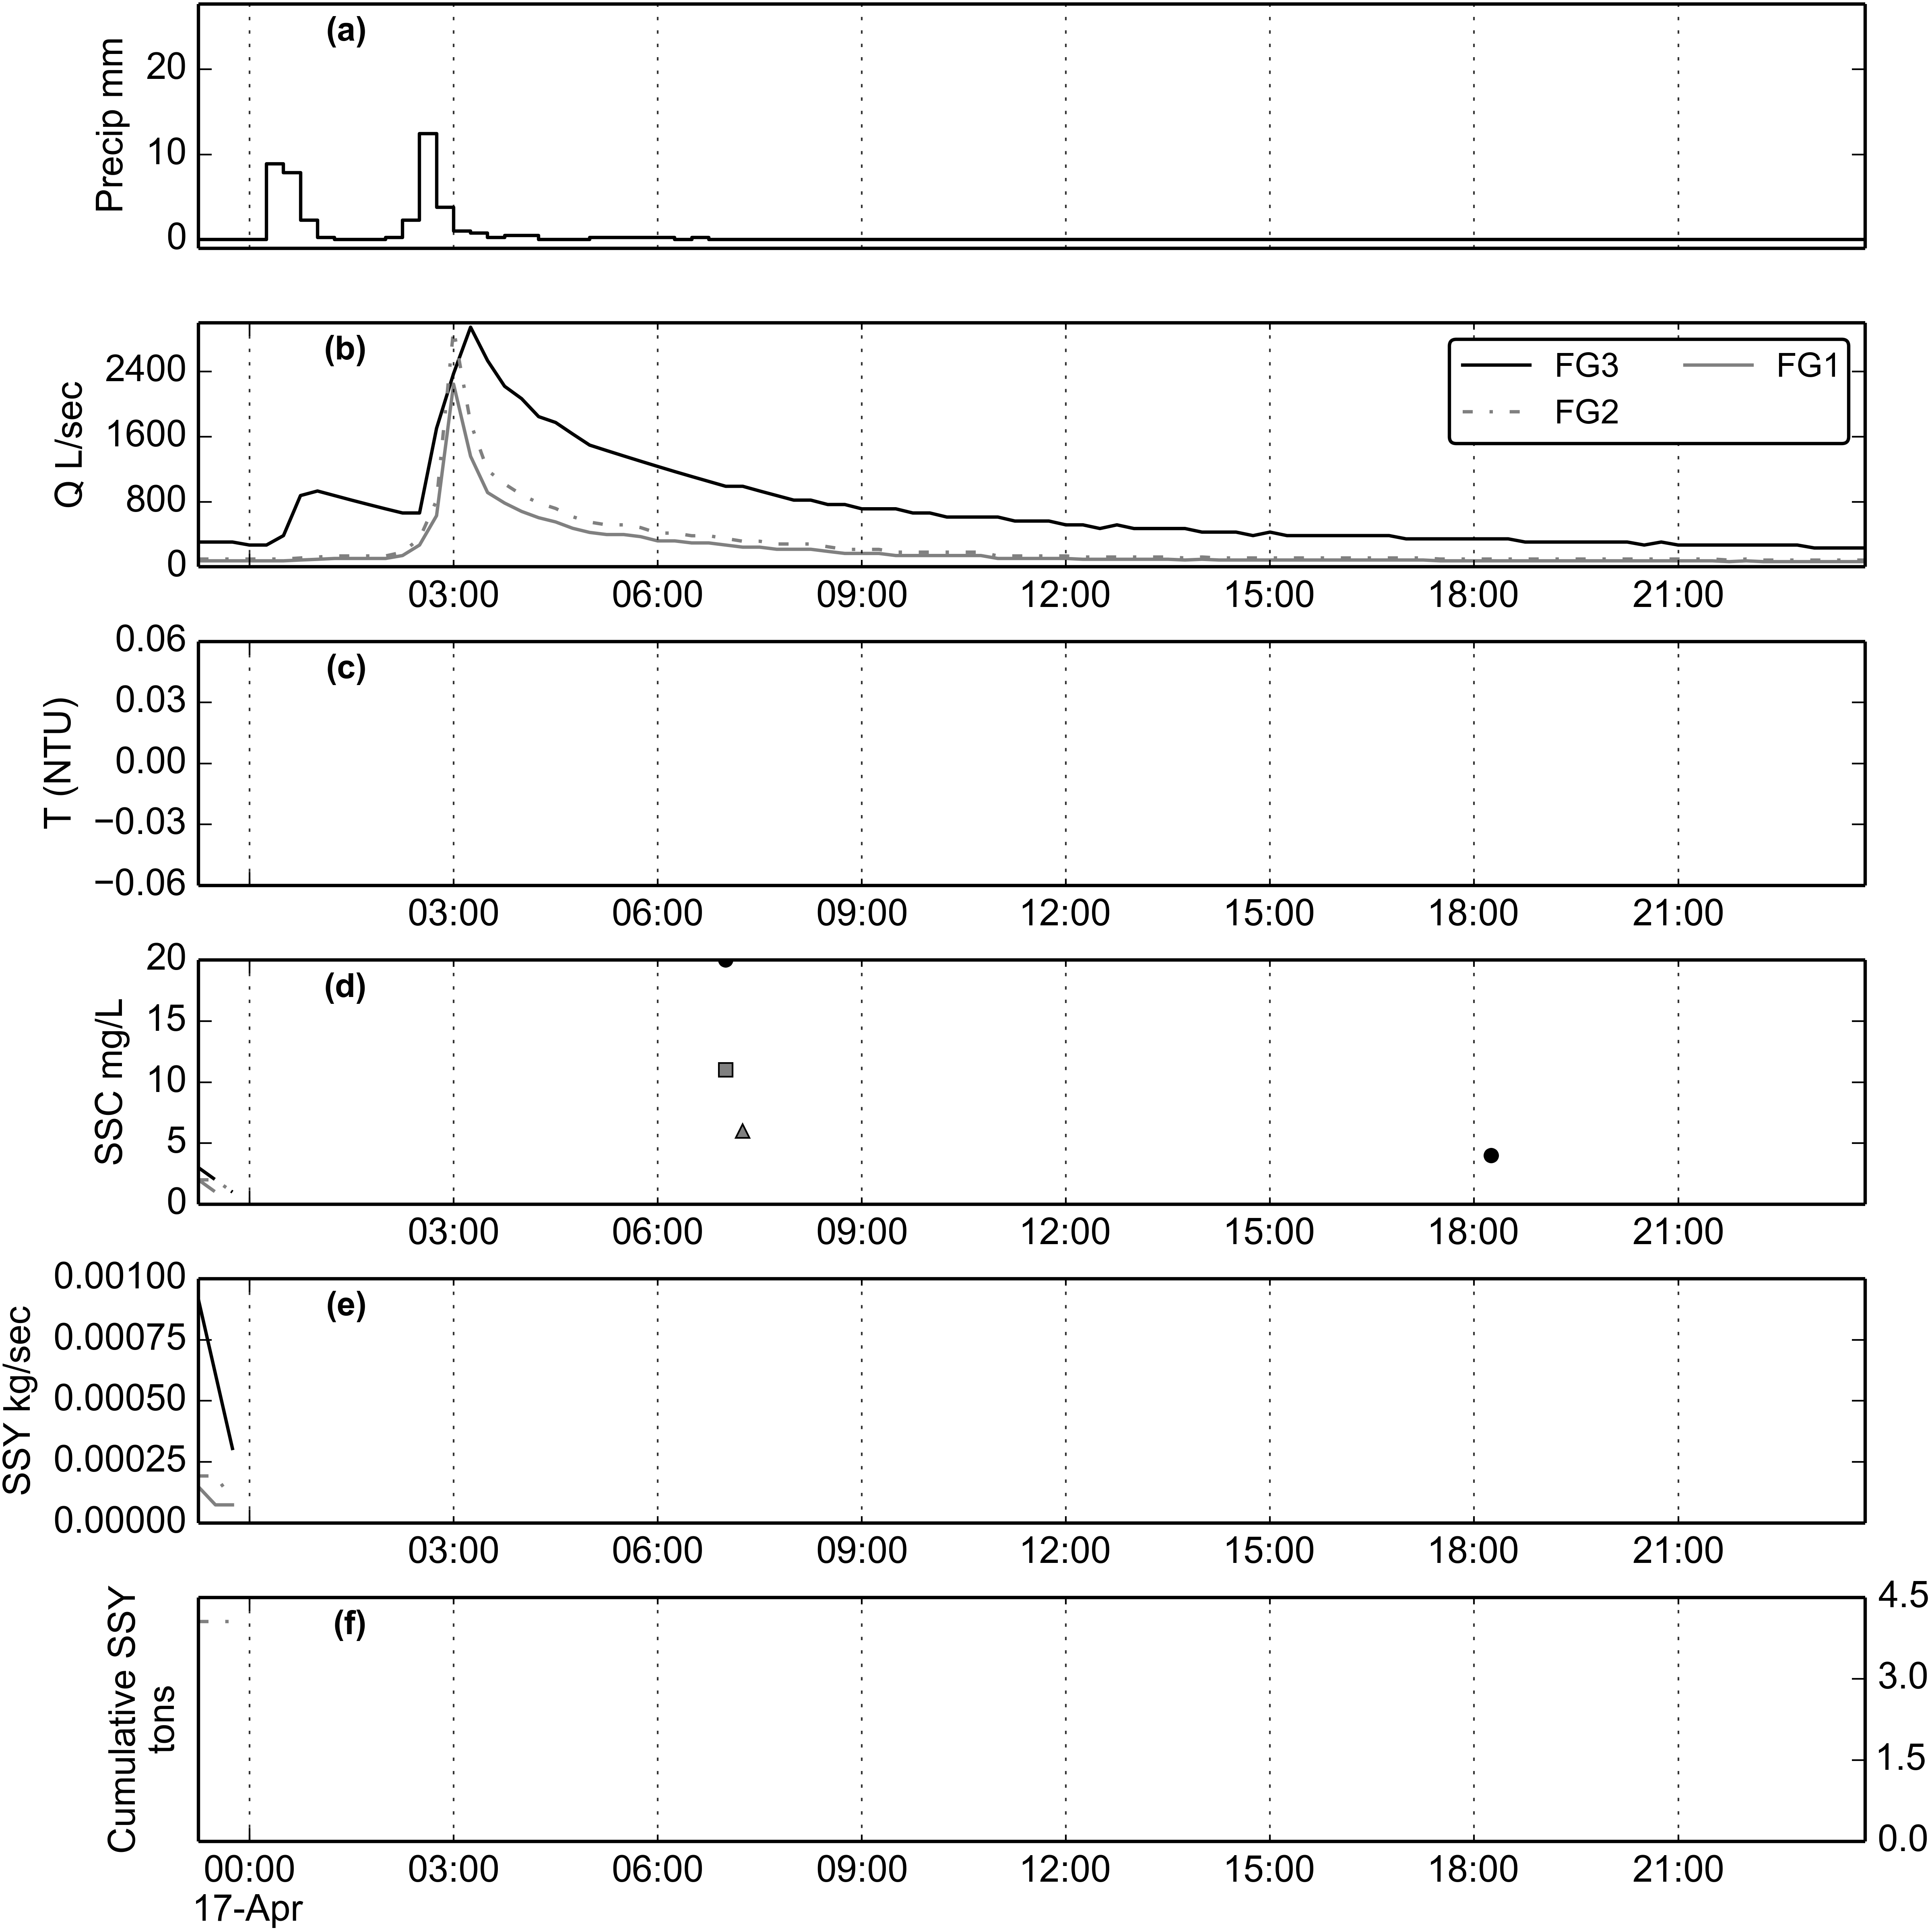 (a)
Precip mm
20
10
0
(b)
Q L/sec
2400
1600
800
0
FG3 FG1
FG2
03:00 06:00 09:00 12:00 15:00 18:00 21:00
(c)
T (NTU)
0.06
0.03
0.00
−0.03
−0.06
03:00 06:00 09:00 12:00 15:00 18:00 21:00
(d)
SSC mg/L
20
15
10
5
0
03:00 06:00 09:00 12:00 15:00 18:00 21:00
(e)
SSY kg/sec
0.00100
0.00075
0.00050
0.00025
0.00000
03:00 06:00 09:00 12:00 15:00 18:00 21:00
(f)
Cumulative SSY
tons
4.5
3.0
1.5
0.0
00:00 03:00 06:00 09:00 12:00 15:00 18:00 21:00
17-Apr